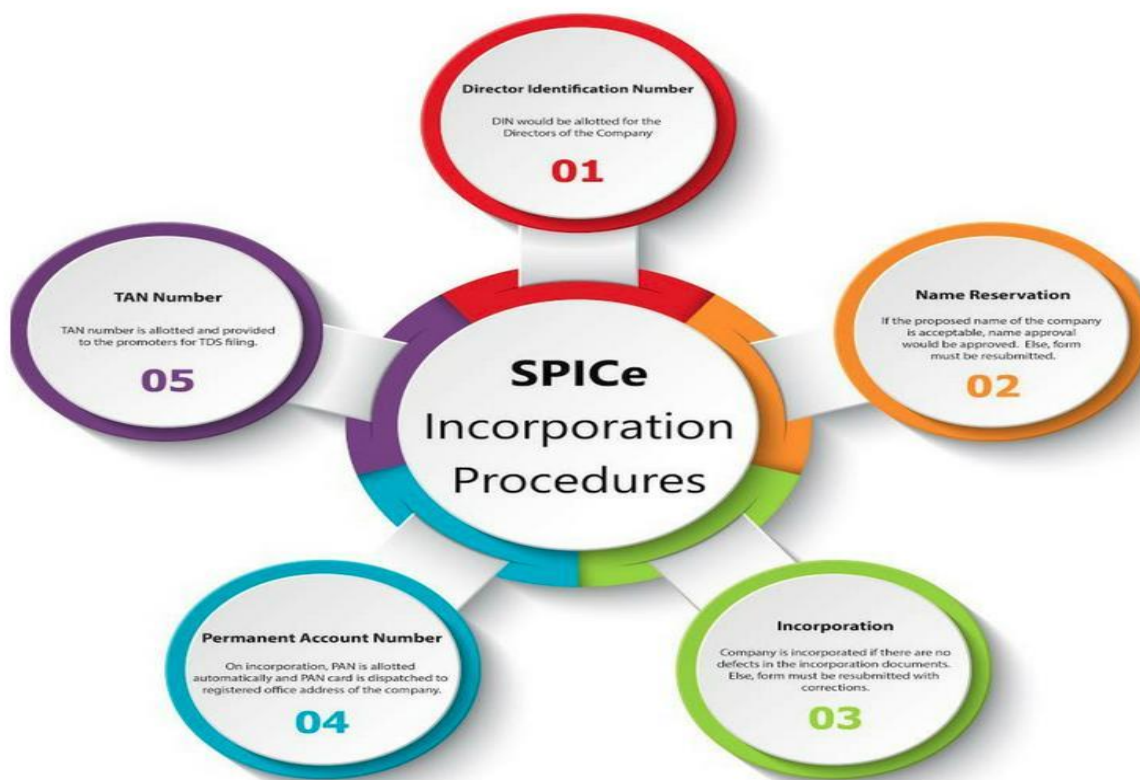 Director Identification Number
DIN would be allotted for the
Directors of the Company
01
Name Reservation
If the proposed name of the company
is acceptable, name approval
would be approved. Else, form
must be resubmitted.
02
Incorporation
Company is incorporated if there are no
defects in the incorporation documents.
Else, form must be resubmitted with
corrections.
03
Permanent Account Number
On incorporation, PAN is allotted
automatically and PAN card is dispatched to
registered office address of the company.
04
TAN Number
TAN number is allotted and provided
to the promoters for TDS filing.
05
SPICe
Incorporation
Procedures